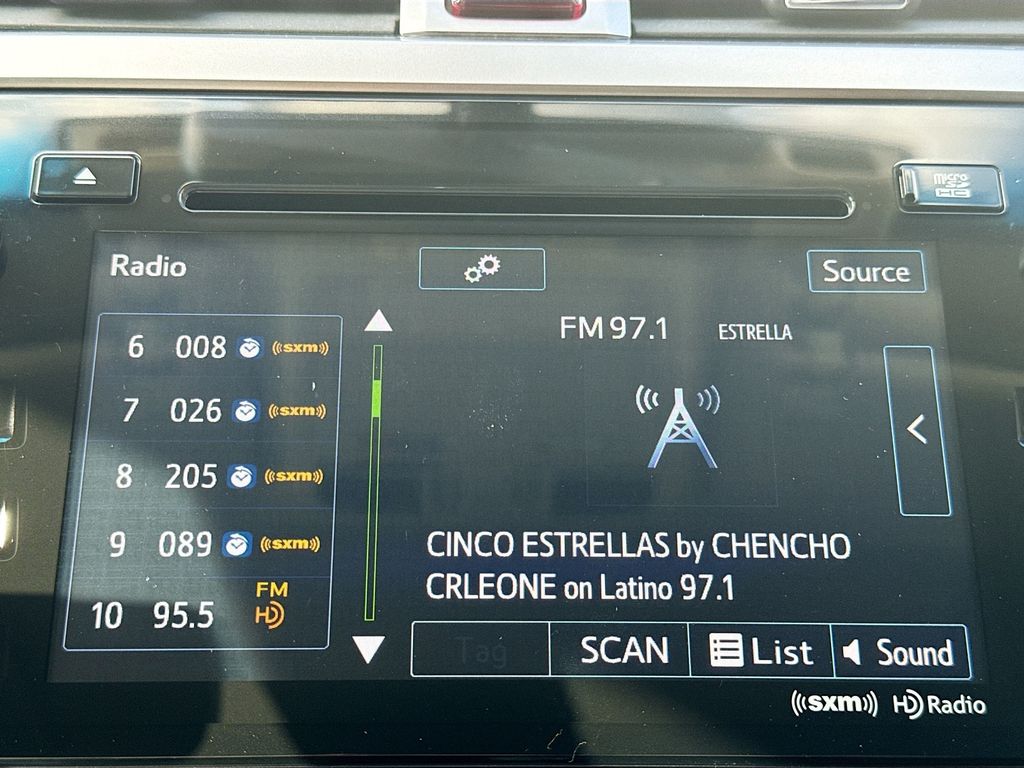 micro
SD
HC
Radio
Source
FM 97.1 ESTRELLA
6 008 sxm
7 026 sxm
8 205 sxm
9 089 sxm
10 95.5 FM HD
CINCO ESTRELLAS by CHENCHO
CRLEONE on Latino 97.1
Tag SCAN List Sound
sxm HD Radio